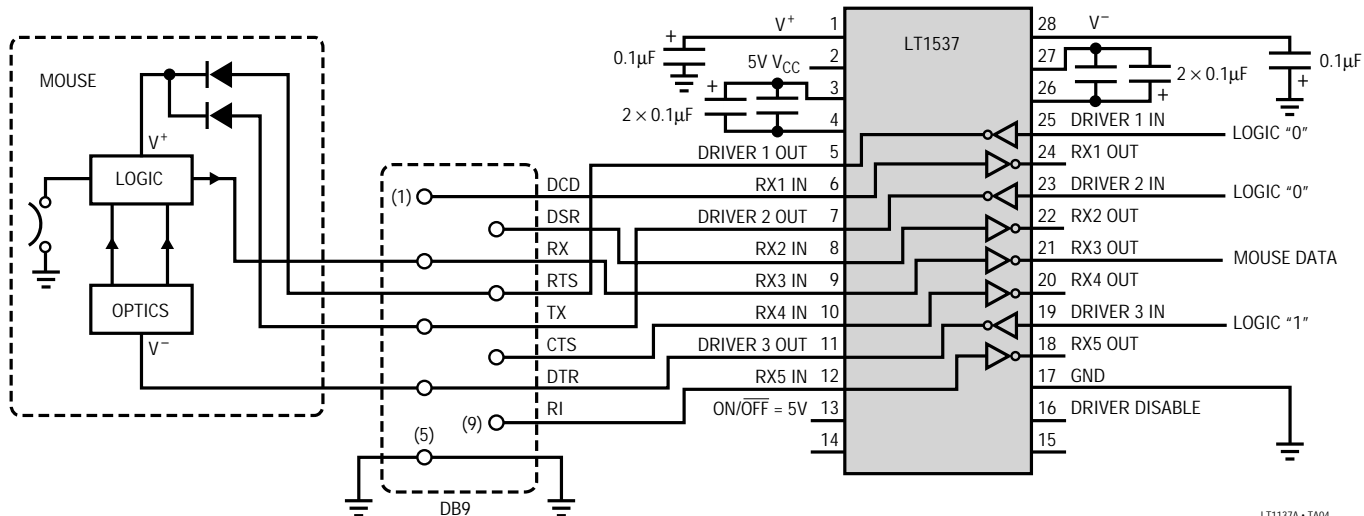 MOUSE
V+
LOGIC
OPTICS
V−
(1)
DCD
DSR
RX
RTS
TX
CTS
DTR
(9)
RI
(5)
DB9
0.1μF
+
V+
5V VCC
+
2 × 0.1μF
DRIVER 1 OUT
RX1 IN
DRIVER 2 OUT
RX2 IN
RX3 IN
RX4 IN
DRIVER 3 OUT
RX5 IN
ON/OFF = 5V
1
2
3
4
5
6
7
8
9
10
11
12
13
14
LT1537
28
27
26
25
24
23
22
21
20
19
18
17
16
15
V−
2 × 0.1μF
+
0.1μF
+
DRIVER 1 IN
RX1 OUT
DRIVER 2 IN
RX2 OUT
RX3 OUT
RX4 OUT
DRIVER 3 IN
RX5 OUT
GND
DRIVER DISABLE
LOGIC “0”
LOGIC “0”
MOUSE DATA
LOGIC “1”
LT1137A • TA04